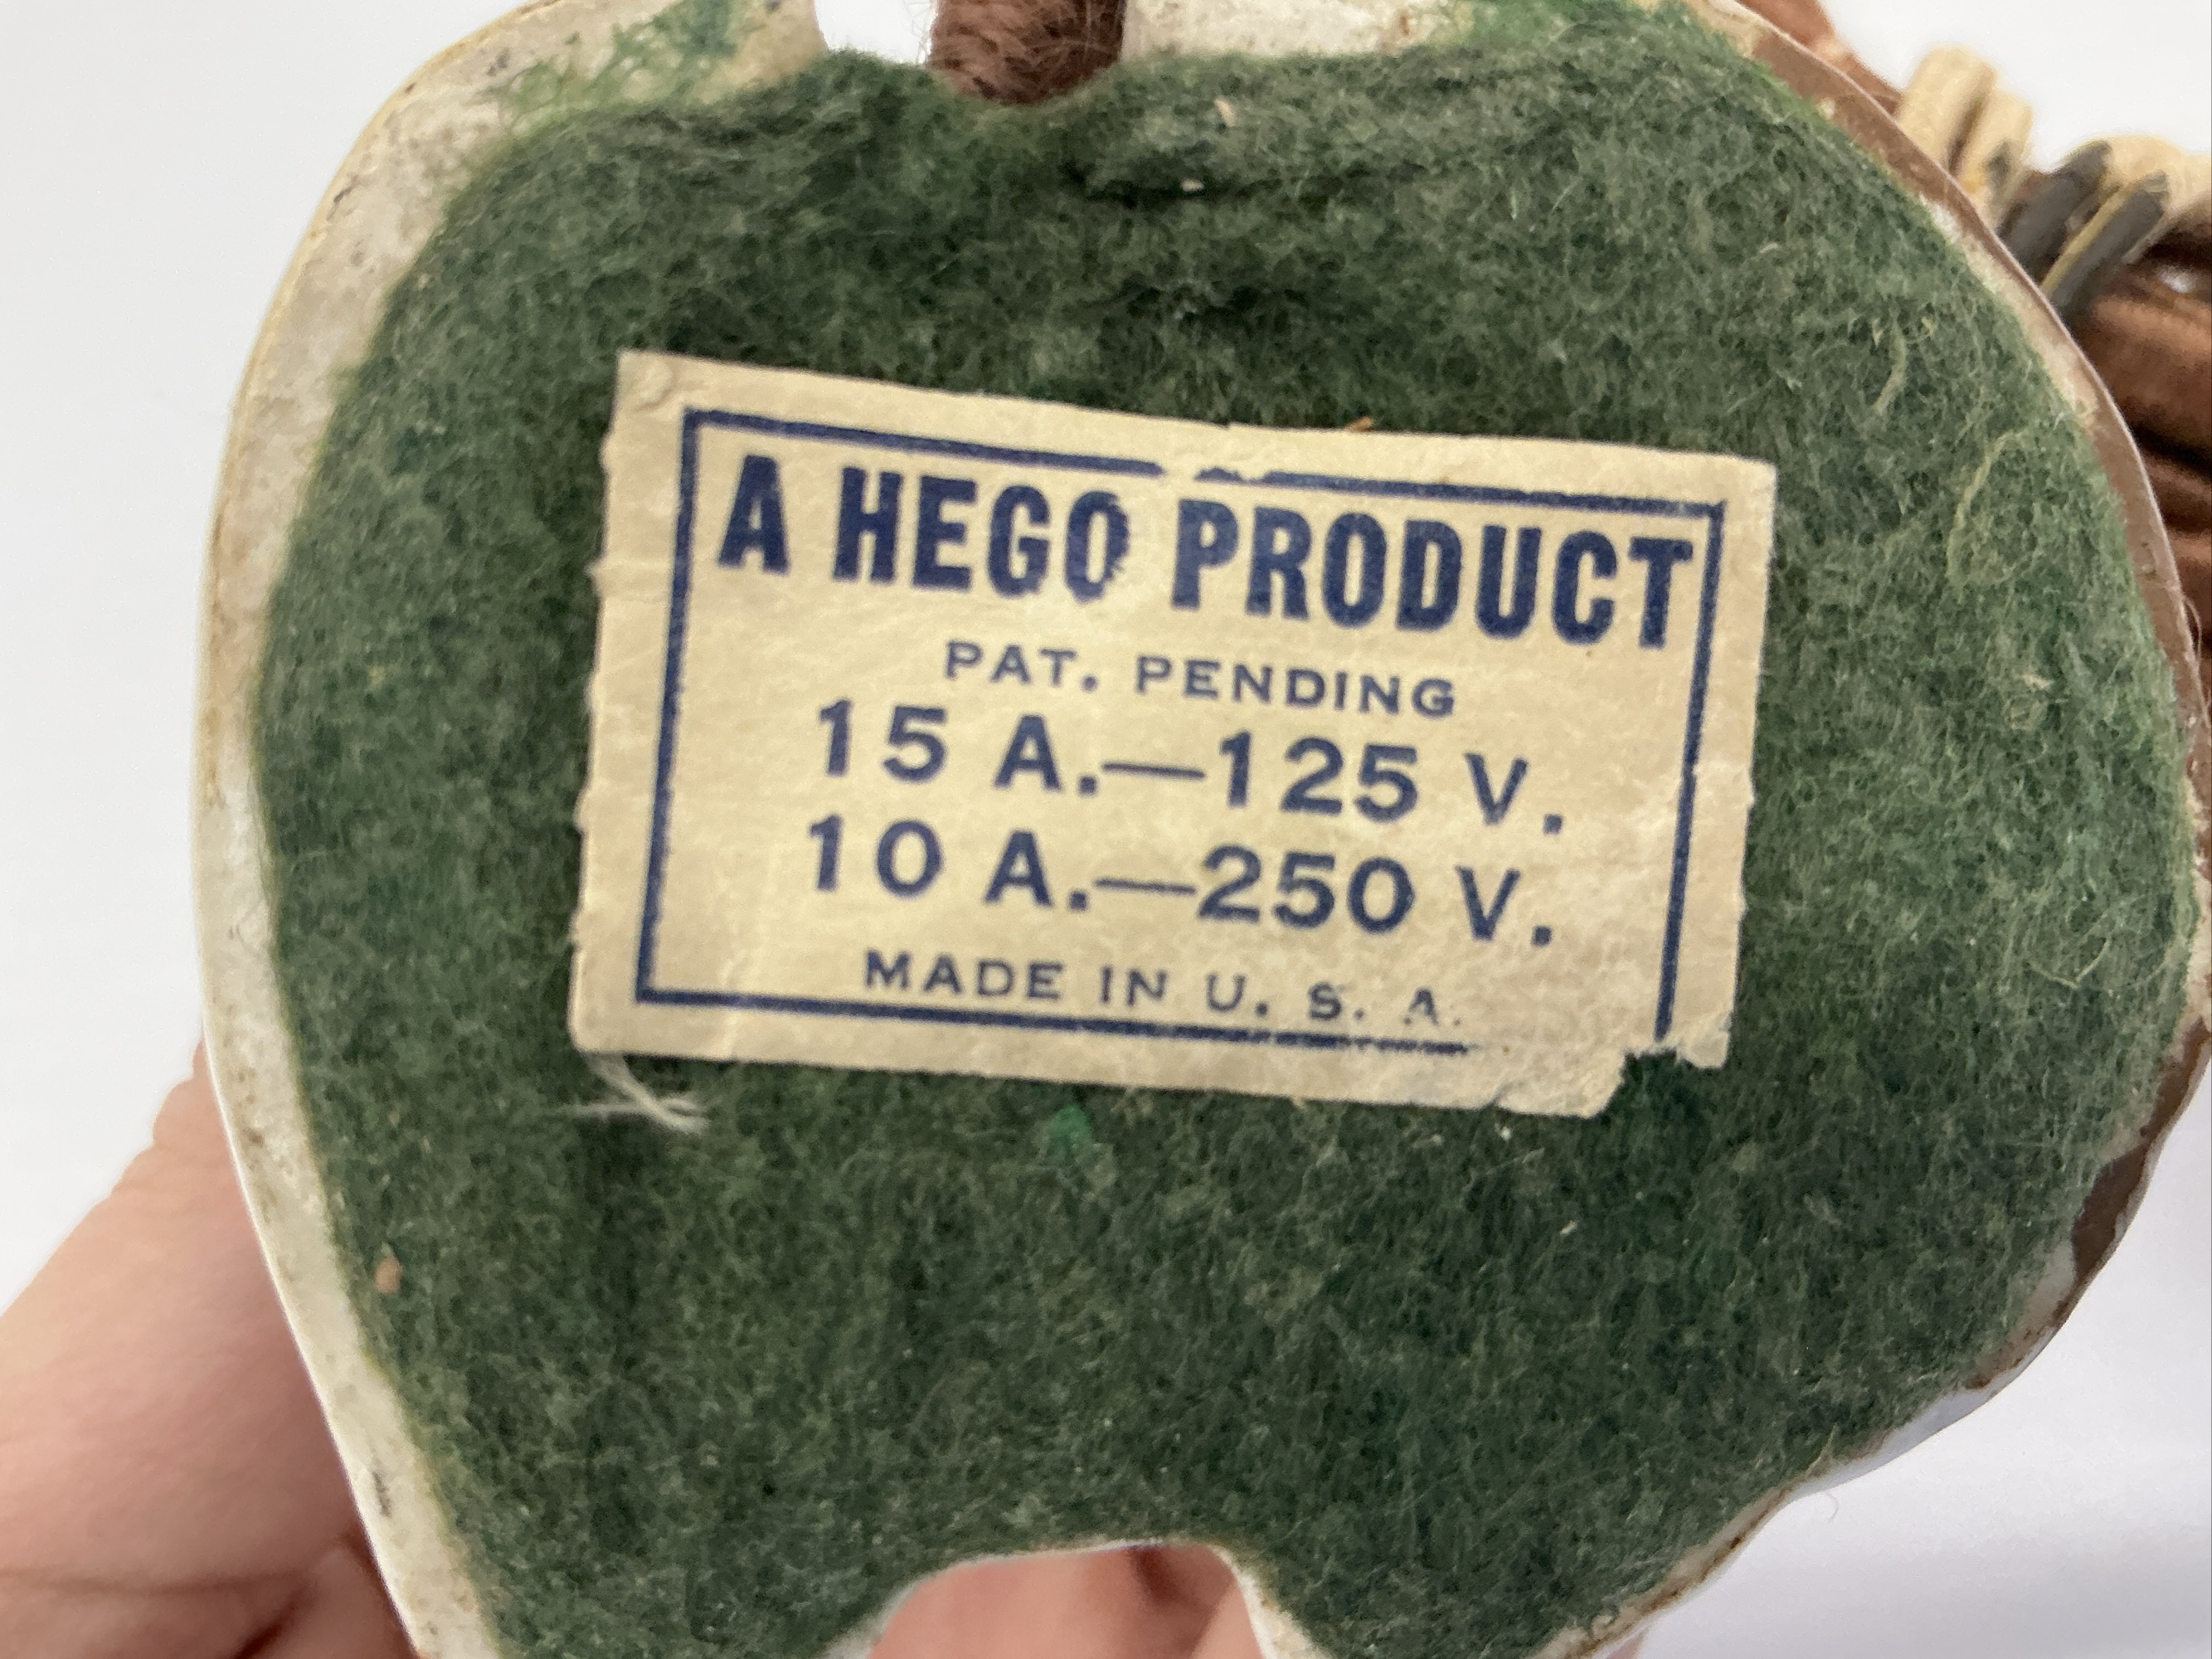 A HEGO PRODUCT
PAT. PENDING
15 A.—125 V.
10 A.—250 V.
MADE IN U. S. A.